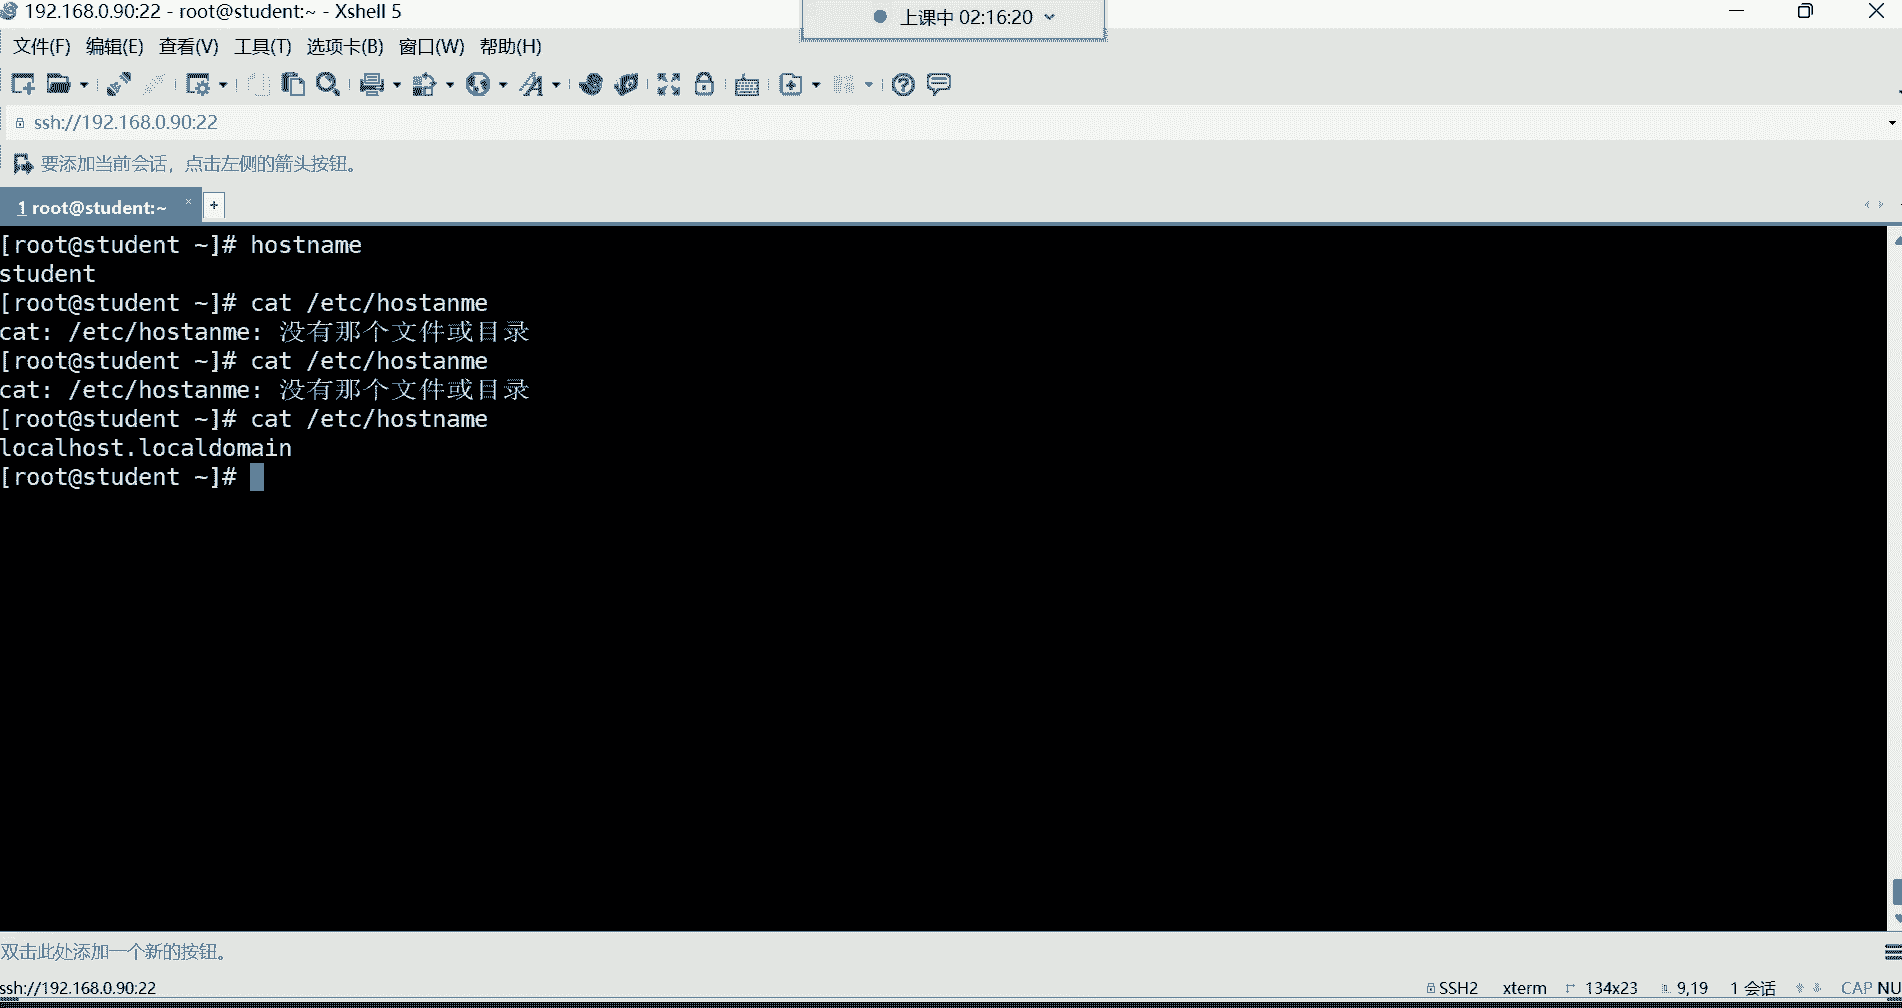 192.168.0.90:22 - root@student:~ - Xshell 5
上课中 02:16:20
文件(F) 编辑(E) 查看(V) 工具(T) 选项卡(B) 窗口(W) 帮助(H)
ssh://192.168.0.90:22
要添加当前会话，点击左侧的箭头按钮。
1 root@student:~ × +
[root@student ~]# hostname
student
[root@student ~]# cat /etc/hostanme
cat: /etc/hostanme: 没有那个文件或目录
[root@student ~]# cat /etc/hostanme
cat: /etc/hostanme: 没有那个文件或目录
[root@student ~]# cat /etc/hostname
localhost.localdomain
[root@student ~]#
双击此处添加一个新的按钮。
ssh://192.168.0.90:22 SSH2 xterm 134x23 9,19 1 会话 CAP NU